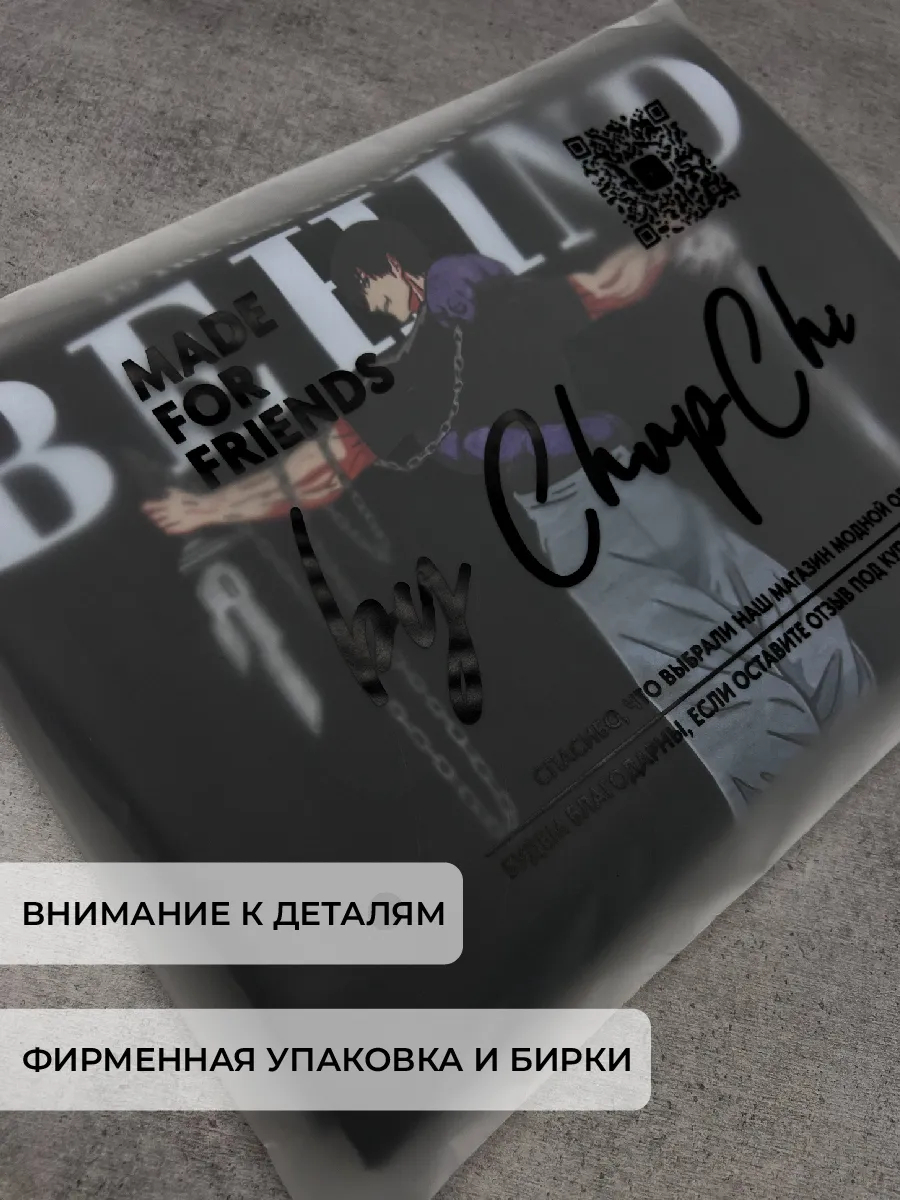 BEHIND
MADE
FOR
FRIENDS
by ChupChi
СПАСИБО, ЧТО ВЫБРАЛИ НАШ МАГАЗИН МОДНОЙ
БУДЕМ БЛАГОДАРНЫ, ЕСЛИ ОСТАВИТЕ ОТЗЫВ ПОД
ВНИМАНИЕ К ДЕТАЛЯМ
ФИРМЕННАЯ УПАКОВКА И БИРКИ